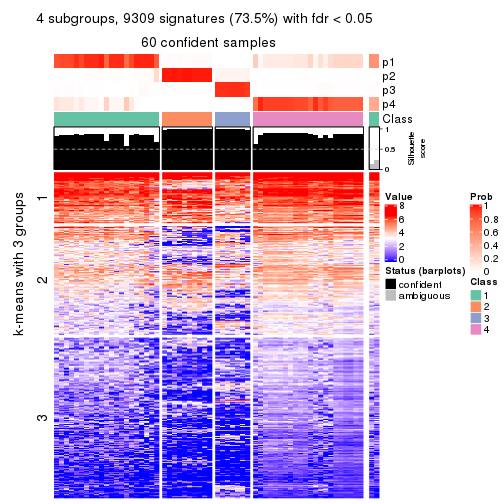 4 subgroups, 9309 signatures (73.5%) with fdr < 0.05
60 confident samples
p1
p2
p3
p4
Class
1
0.5
0
Silhouette
score
k-means with 3 groups
1
2
3
Value
8
6
4
2
0
Status (barplots)
confident
ambiguous
Prob
1
0.8
0.6
0.4
0.2
0
Class
1
2
3
4